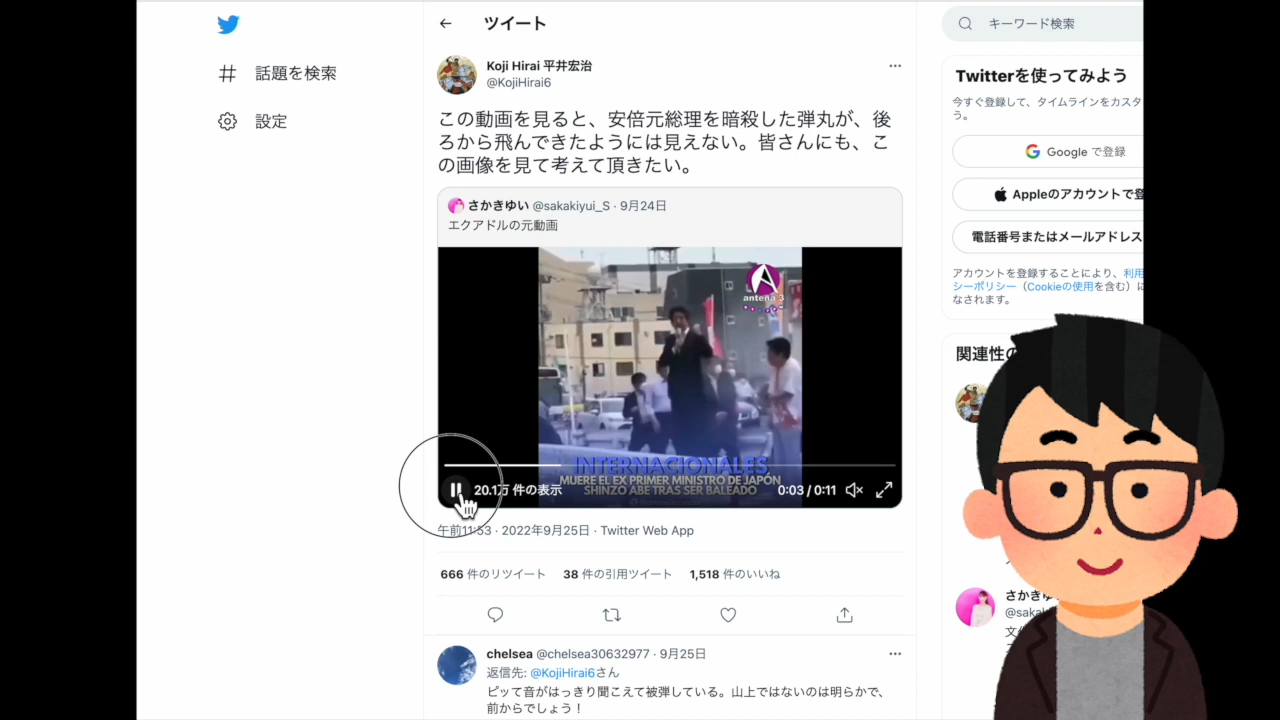 ツイート
キーワード検索
話題を検索
設定
Koji Hirai 平井宏治
@KojiHirai6
この動画を見ると、安倍元総理を暗殺した弾丸が、後
ろから飛んできたようには見えない。皆さんにも、こ
の画像を見て考えて頂きたい。
さかきゆい @sakakiyui_S · 9月24日
エクアドルの元動画
antena 3
INTERNACIONALES
MUERE EL EX PRIMER MINISTRO DE JAPÓN
SHINZO ABE TRAS SER BALEADO
20.1万 件の表示
0:03 / 0:11
午前11:53 · 2022年9月25日 · Twitter Web App
666 件のリツイート 38 件の引用ツイート 1,518 件のいいね
chelsea @chelsea30632977 · 9月25日
返信先: @KojiHirai6さん
ピッて音がはっきり聞こえて被弾している。山上ではないのは明らかで、
前からでしょう！
Twitterを使ってみよう
今すぐ登録して、タイムラインをカスタ
う。
Google で登録
Appleのアカウントで登
電話番号またはメールアドレス
アカウントを登録することにより、利用
シーポリシー（Cookieの使用を含む）に
なされます。
関連性の
さかきゆ
@saka
文